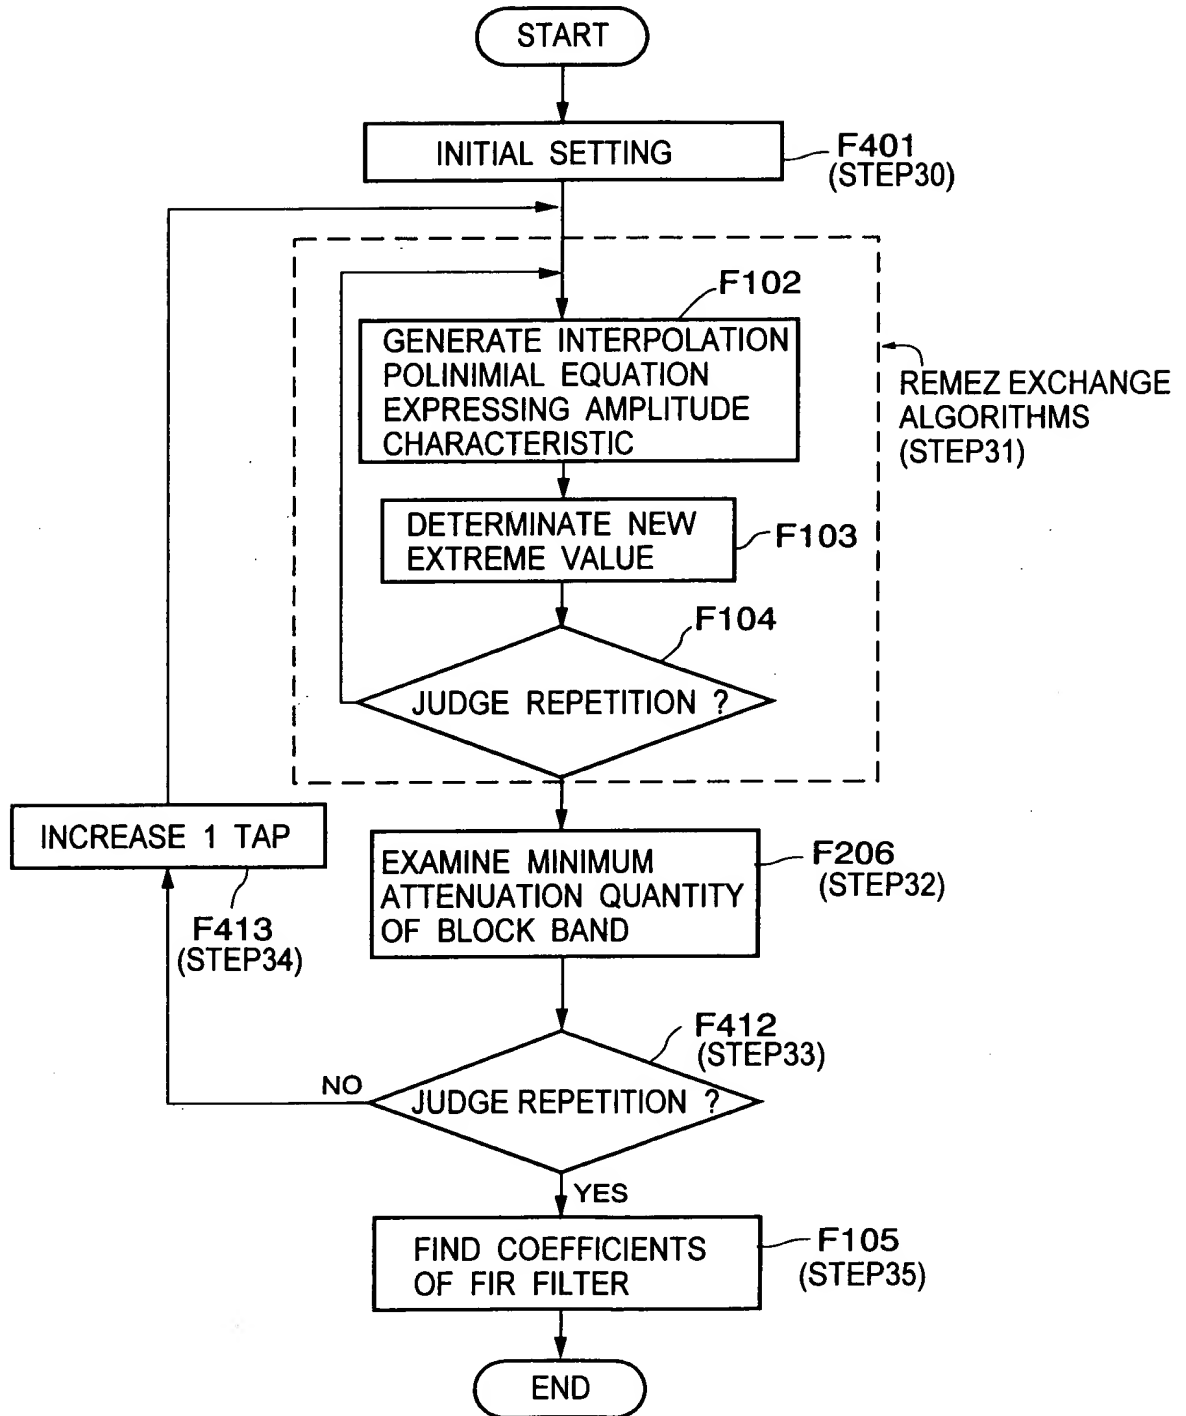 START
INITIAL SETTING
F401
(STEP30)
F102
GENERATE INTERPOLATION
POLINIMIAL EQUATION
EXPRESSING AMPLITUDE
CHARACTERISTIC
REMEZ EXCHANGE
ALGORITHMS
(STEP31)
DETERMINATE NEW
EXTREME VALUE
F103
F104
JUDGE REPETITION ?
INCREASE 1 TAP
F413
(STEP34)
EXAMINE MINIMUM
ATTENUATION QUANTITY
OF BLOCK BAND
F206
(STEP32)
F412
(STEP33)
NO
JUDGE REPETITION ?
YES
FIND COEFFICIENTS
OF FIR FILTER
F105
(STEP35)
END